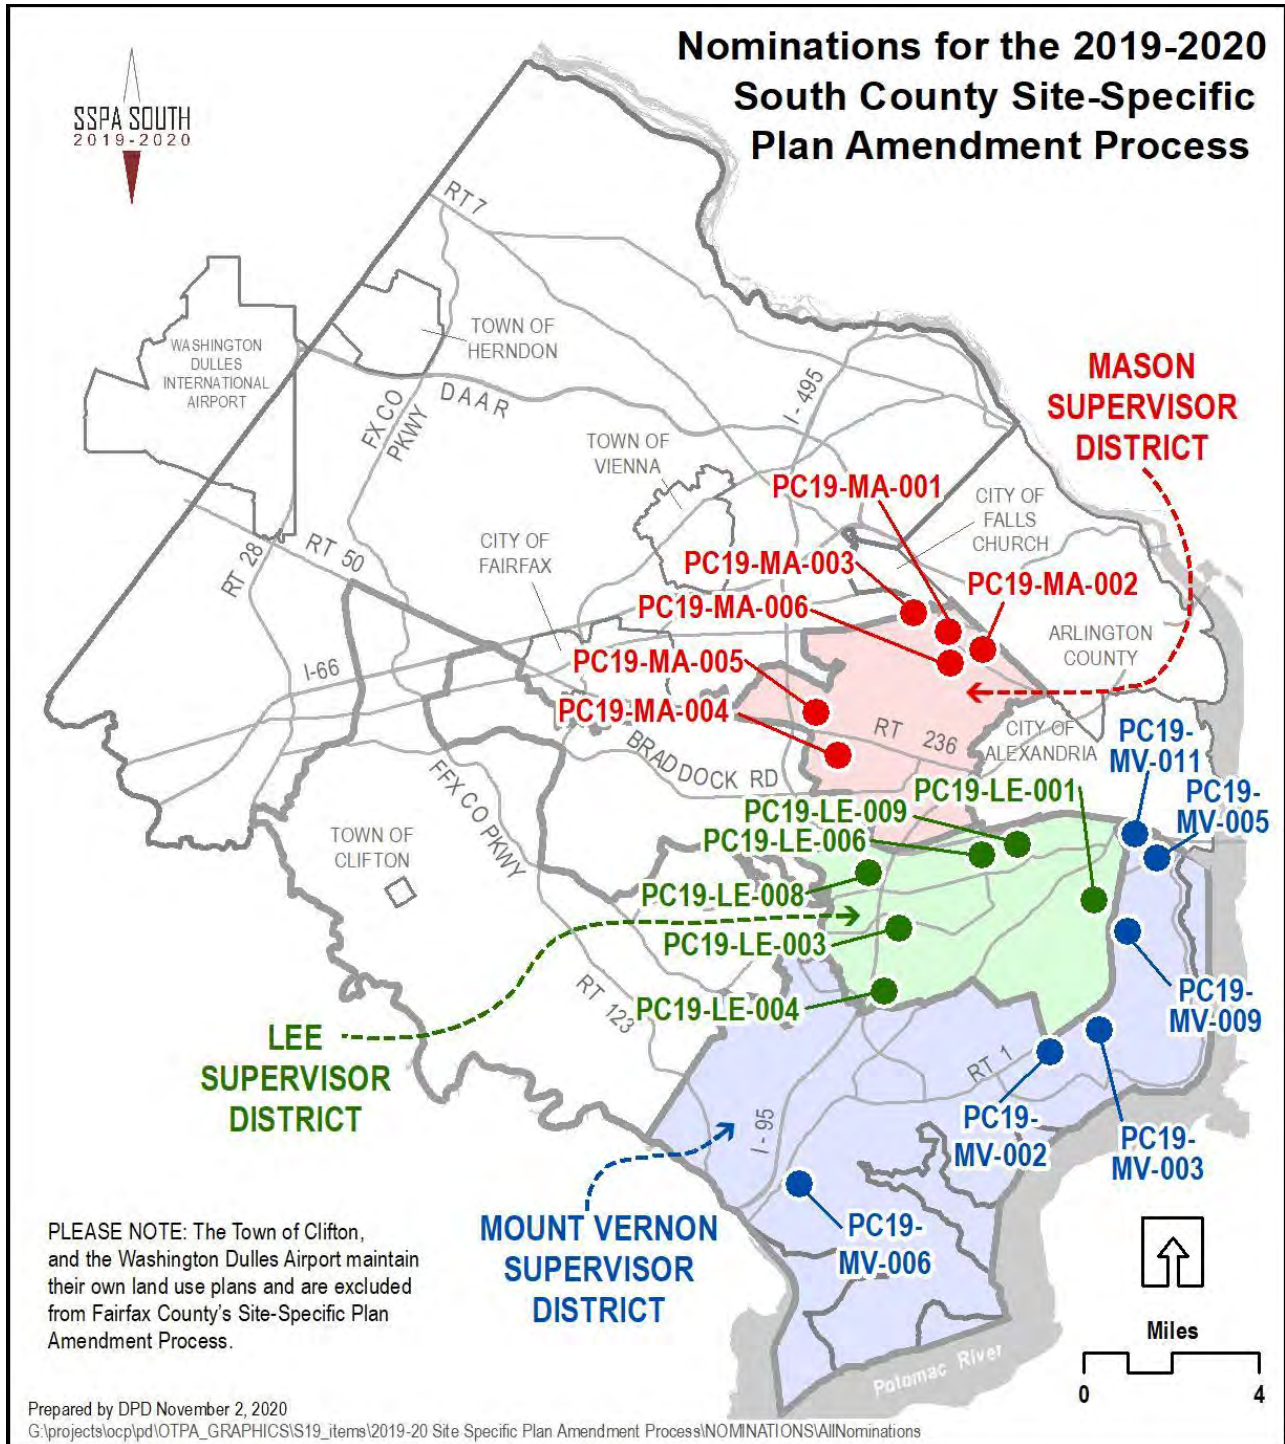 Nominations for the 2019-2020
South County Site-Specific
Plan Amendment Process
SSPA SOUTH
2019-2020
RT 7
WASHINGTON
DULLES
INTERNATIONAL
AIRPORT
TOWN OF
HERNDON
FX CO
PKWY
DAAR
I - 495
TOWN OF
VIENNA
MASON
SUPERVISOR
DISTRICT
PC19-MA-001
CITY OF
FALLS
CHURCH
RT 28
RT 50
CITY OF
FAIRFAX
PC19-MA-003
PC19-MA-002
PC19-MA-006
ARLINGTON
COUNTY
I-66
PC19-MA-005
PC19-MA-004
RT 236
CITY OF
ALEXANDRIA
BRADDOCK RD
FFX CO PKWY
PC19-
MV-011
PC19-
MV-005
PC19-LE-001
PC19-LE-009
PC19-LE-006
TOWN OF
CLIFTON
PC19-LE-008
PC19-LE-003
PC19-LE-004
RT 123
PC19-
MV-009
LEE
SUPERVISOR
DISTRICT
RT 1
I - 95
PC19-
MV-002
PC19-
MV-003
MOUNT VERNON
SUPERVISOR
DISTRICT
PC19-
MV-006
PLEASE NOTE: The Town of Clifton,
and the Washington Dulles Airport maintain
their own land use plans and are excluded
from Fairfax County's Site-Specific Plan
Amendment Process.
Miles
0 4
Potomac River
Prepared by DPD November 2, 2020
G:\projects\ocp\pd\OTPA_GRAPHICS\S19_items\2019-20 Site Specific Plan Amendment Process\NOMINATIONS\AllNominations